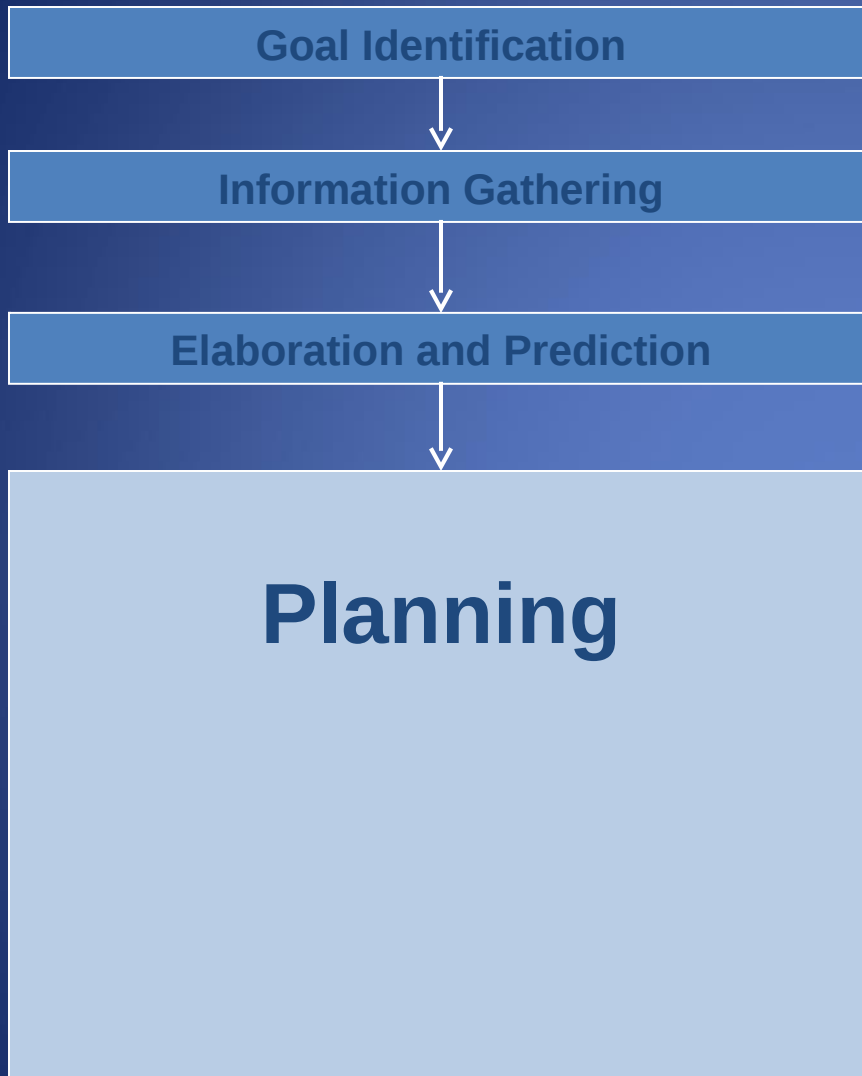 Goal Identification
Information Gathering
Elaboration and Prediction
Planning